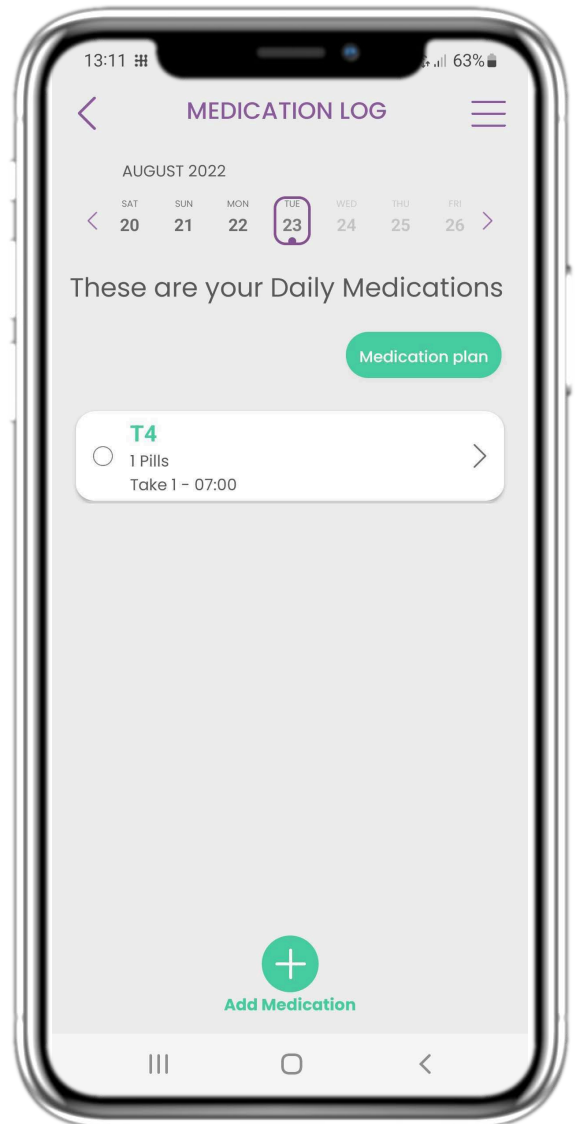 13:11 63%
MEDICATION LOG
AUGUST 2022
SAT SUN MON TUE WED THU FRI
20 21 22 23 24 25 26
These are your Daily Medications
Medication plan
T4
1 Pills
Take 1 - 07:00
Add Medication